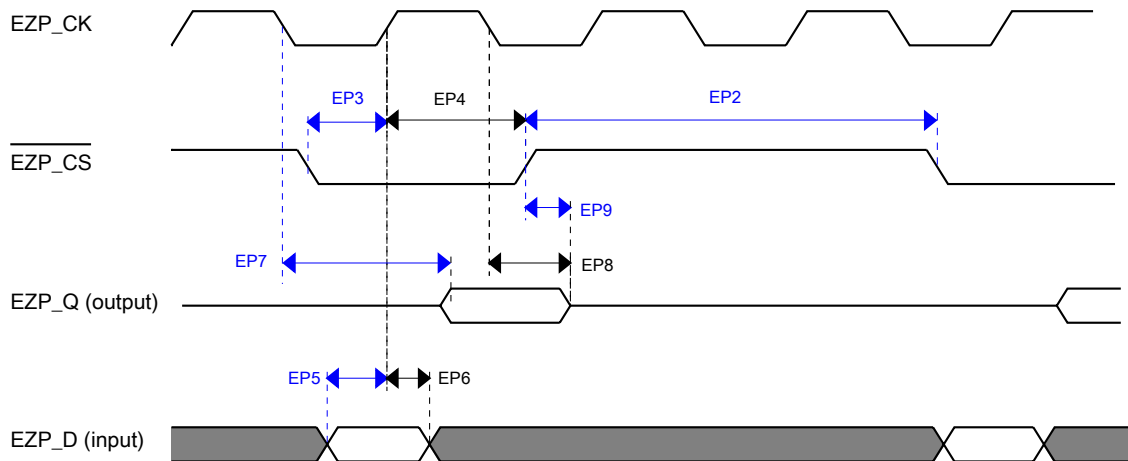 EZP_CK
EP3
EP4
EP2
EZP_CS
EP9
EP7
EP8
EZP_Q (output)
EP5
EP6
EZP_D (input)